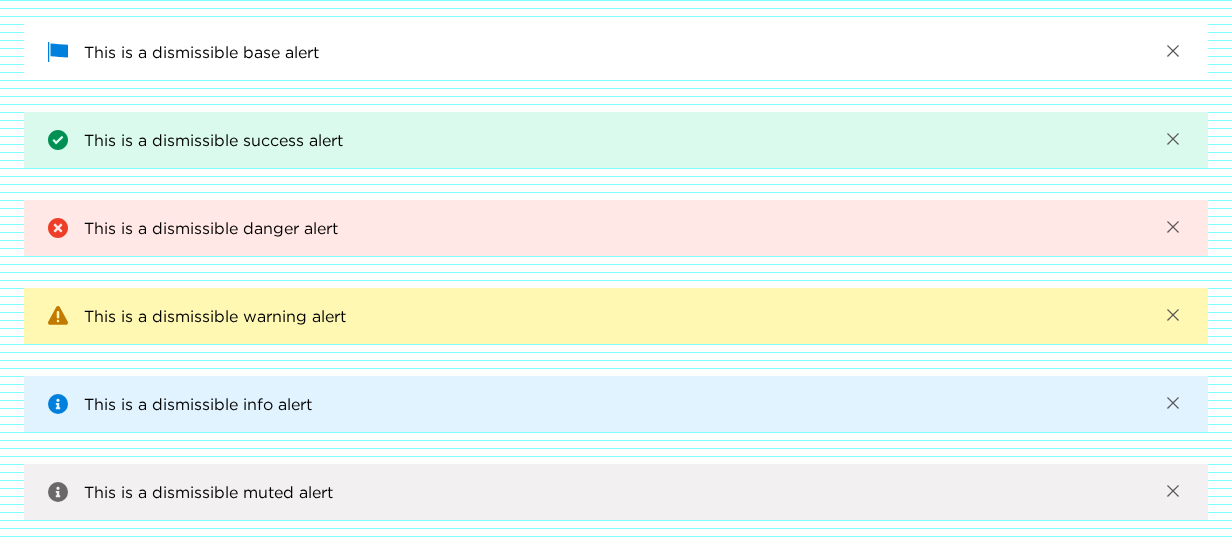 This is a dismissible base alert
This is a dismissible success alert
This is a dismissible danger alert
This is a dismissible warning alert
This is a dismissible info alert
This is a dismissible muted alert